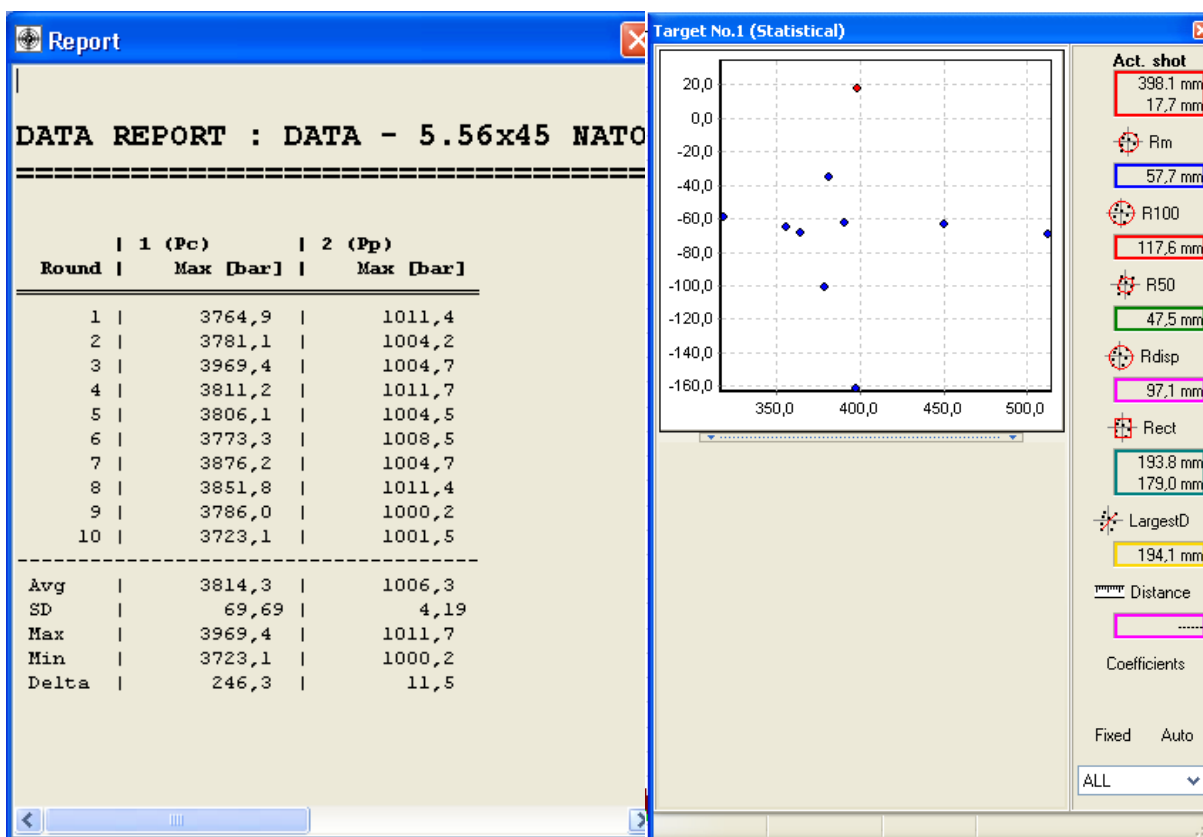 Report
DATA REPORT : DATA - 5.56x45 NATO
| 1 (Pc) | 2 (Pp)
Round | Max [bar] | Max [bar]
1 | 3764,9 | 1011,4
2 | 3781,1 | 1004,2
3 | 3969,4 | 1004,7
4 | 3811,2 | 1011,7
5 | 3806,1 | 1004,5
6 | 3773,3 | 1008,5
7 | 3876,2 | 1004,7
8 | 3851,8 | 1011,4
9 | 3786,0 | 1000,2
10 | 3723,1 | 1001,5
Avg | 3814,3 | 1006,3
SD | 69,69 | 4,19
Max | 3969,4 | 1011,7
Min | 3723,1 | 1000,2
Delta | 246,3 | 11,5
Target No.1 (Statistical)
20,0
0,0
-20,0
-40,0
-60,0
-80,0
-100,0
-120,0
-140,0
-160,0
350,0 400,0 450,0 500,0
Act. shot
398.1 mm
17,7 mm
Rm
57,7 mm
R100
117,6 mm
R50
47,5 mm
Rdisp
97,1 mm
Rect
193.8 mm
179,0 mm
LargestD
194,1 mm
Distance
-----
Coefficients
Fixed Auto
ALL